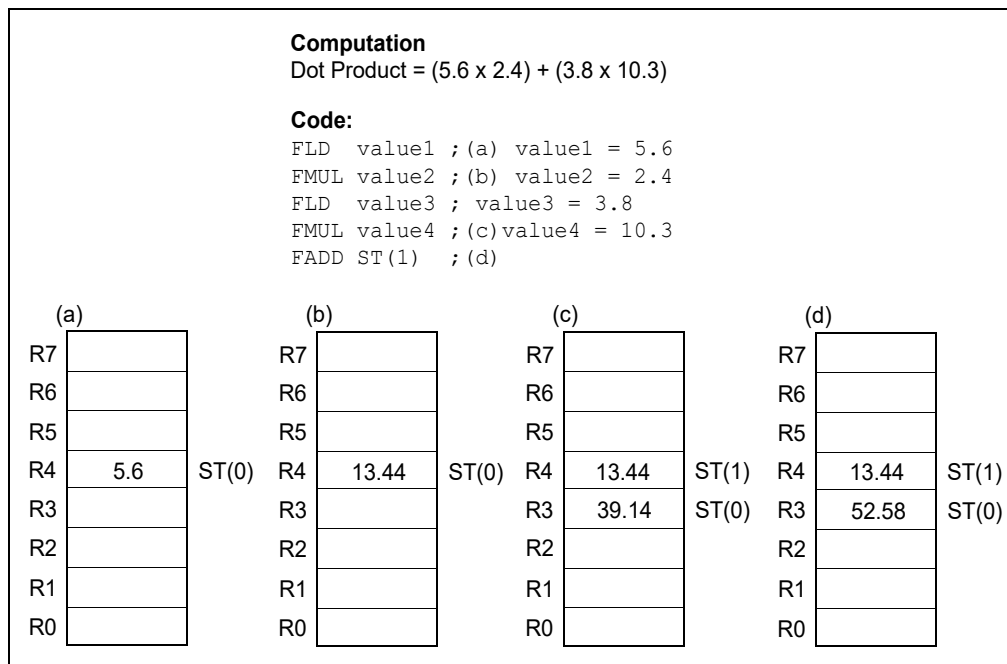 Computation
Dot Product = (5.6 x 2.4) + (3.8 x 10.3)
Code:
FLD value1 ;(a) value1 = 5.6
FMUL value2 ;(b) value2 = 2.4
FLD value3 ; value3 = 3.8
FMUL value4 ;(c)value4 = 10.3
FADD ST(1) ;(d)
(a) (b) (c) (d)
R7 R7 R7 R7
R6 R6 R6 R6
R5 R5 R5 R5
R4 5.6 ST(0) R4 13.44 ST(0) R4 13.44 ST(1) R4 13.44 ST(1)
R3 R3 R3 39.14 ST(0) R3 52.58 ST(0)
R2 R2 R2 R2
R1 R1 R1 R1
R0 R0 R0 R0